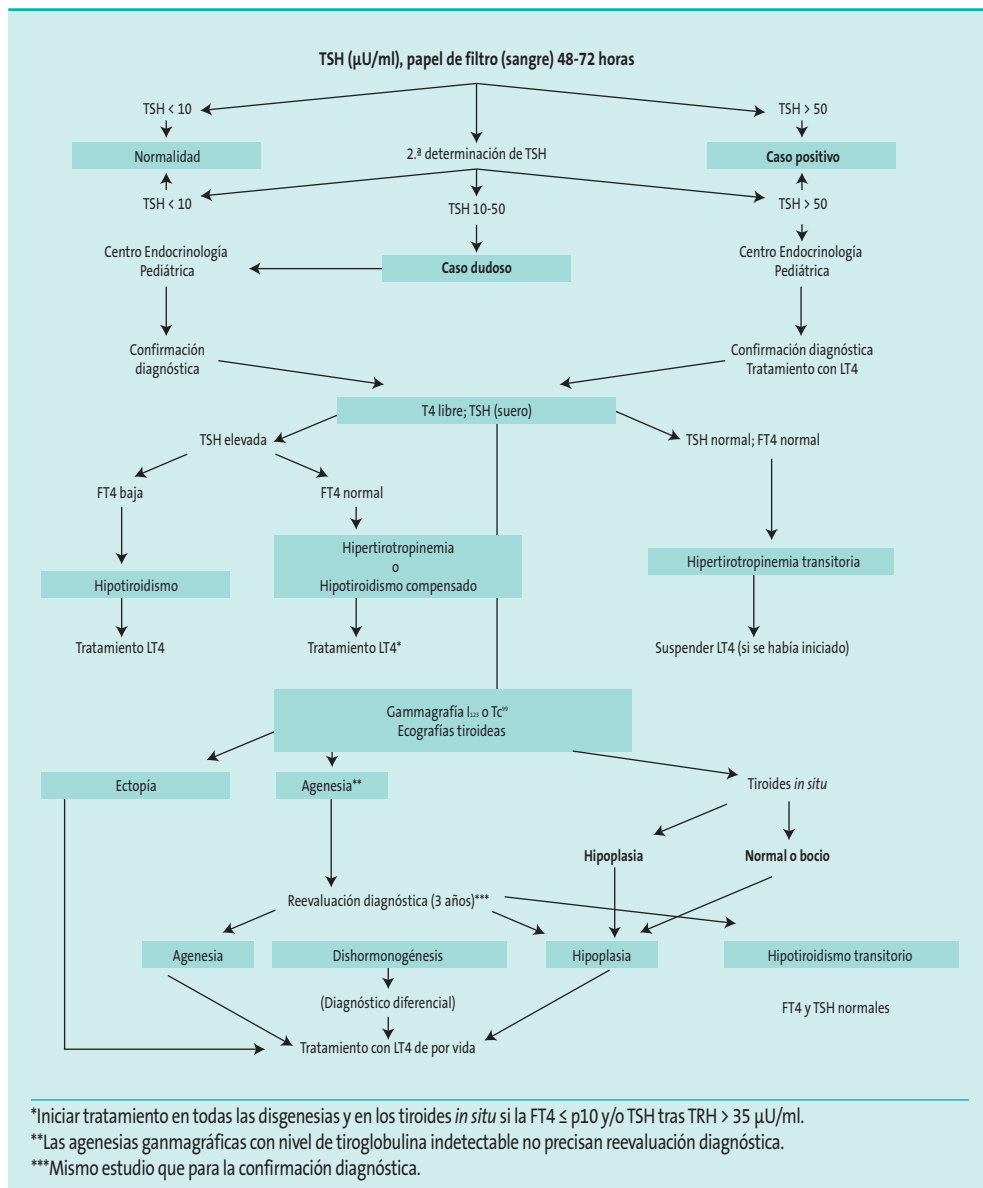 TSH (µU/ml), papel de filtro (sangre) 48-72 horas
TSH < 10
TSH > 50
Normalidad
2.ª determinación de TSH
Caso positivo
TSH < 10
TSH 10-50
TSH > 50
Centro Endocrinología
Pediátrica
Caso dudoso
Centro Endocrinología
Pediátrica
Confirmación
diagnóstica
Confirmación diagnóstica
Tratamiento con LT4
T4 libre; TSH (suero)
TSH elevada
TSH normal; FT4 normal
FT4 baja
FT4 normal
Hipertirotropinemia
o
Hipotiroidismo compensado
Hipertirotropinemia transitoria
Hipotiroidismo
Tratamiento LT4
Tratamiento LT4*
Suspender LT4 (si se había iniciado)
Gammagrafía I₁₂₃ o Tc⁹⁹
Ecografías tiroideas
Ectopía
Agenesia**
Tiroides in situ
Hipoplasia
Normal o bocio
Reevaluación diagnóstica (3 años)***
Agenesia
Dishormonogénesis
Hipoplasia
Hipotiroidismo transitorio
(Diagnóstico diferencial)
FT4 y TSH normales
Tratamiento con LT4 de por vida
*Iniciar tratamiento en todas las disgenesias y en los tiroides in situ si la FT4 ≤ p10 y/o TSH tras TRH > 35 µU/ml.
**Las agenesias ganmagráficas con nivel de tiroglobulina indetectable no precisan reevaluación diagnóstica.
***Mismo estudio que para la confirmación diagnóstica.